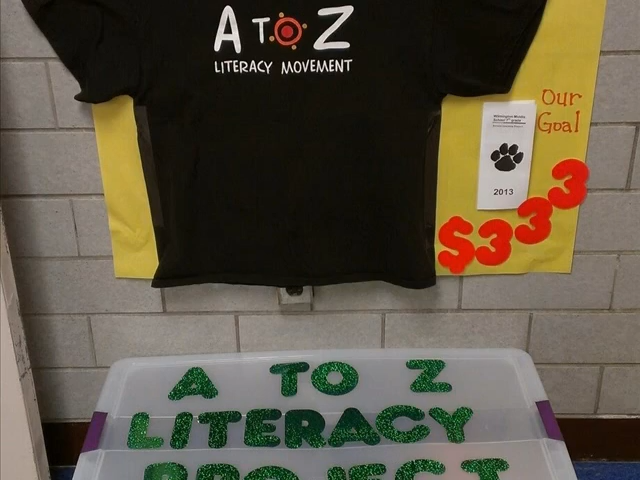 A TO Z
LITERACY MOVEMENT
Our
Goal
2013
$333
A TO Z
LITERACY
PROJECT